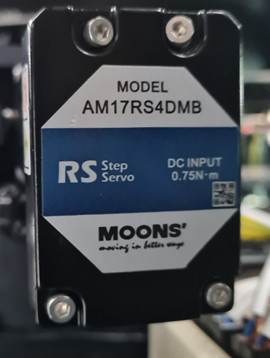 MODEL
AM17RS4DMB
RS Step Servo
DC INPUT
0.75N·m
MOONS'
moving in better ways